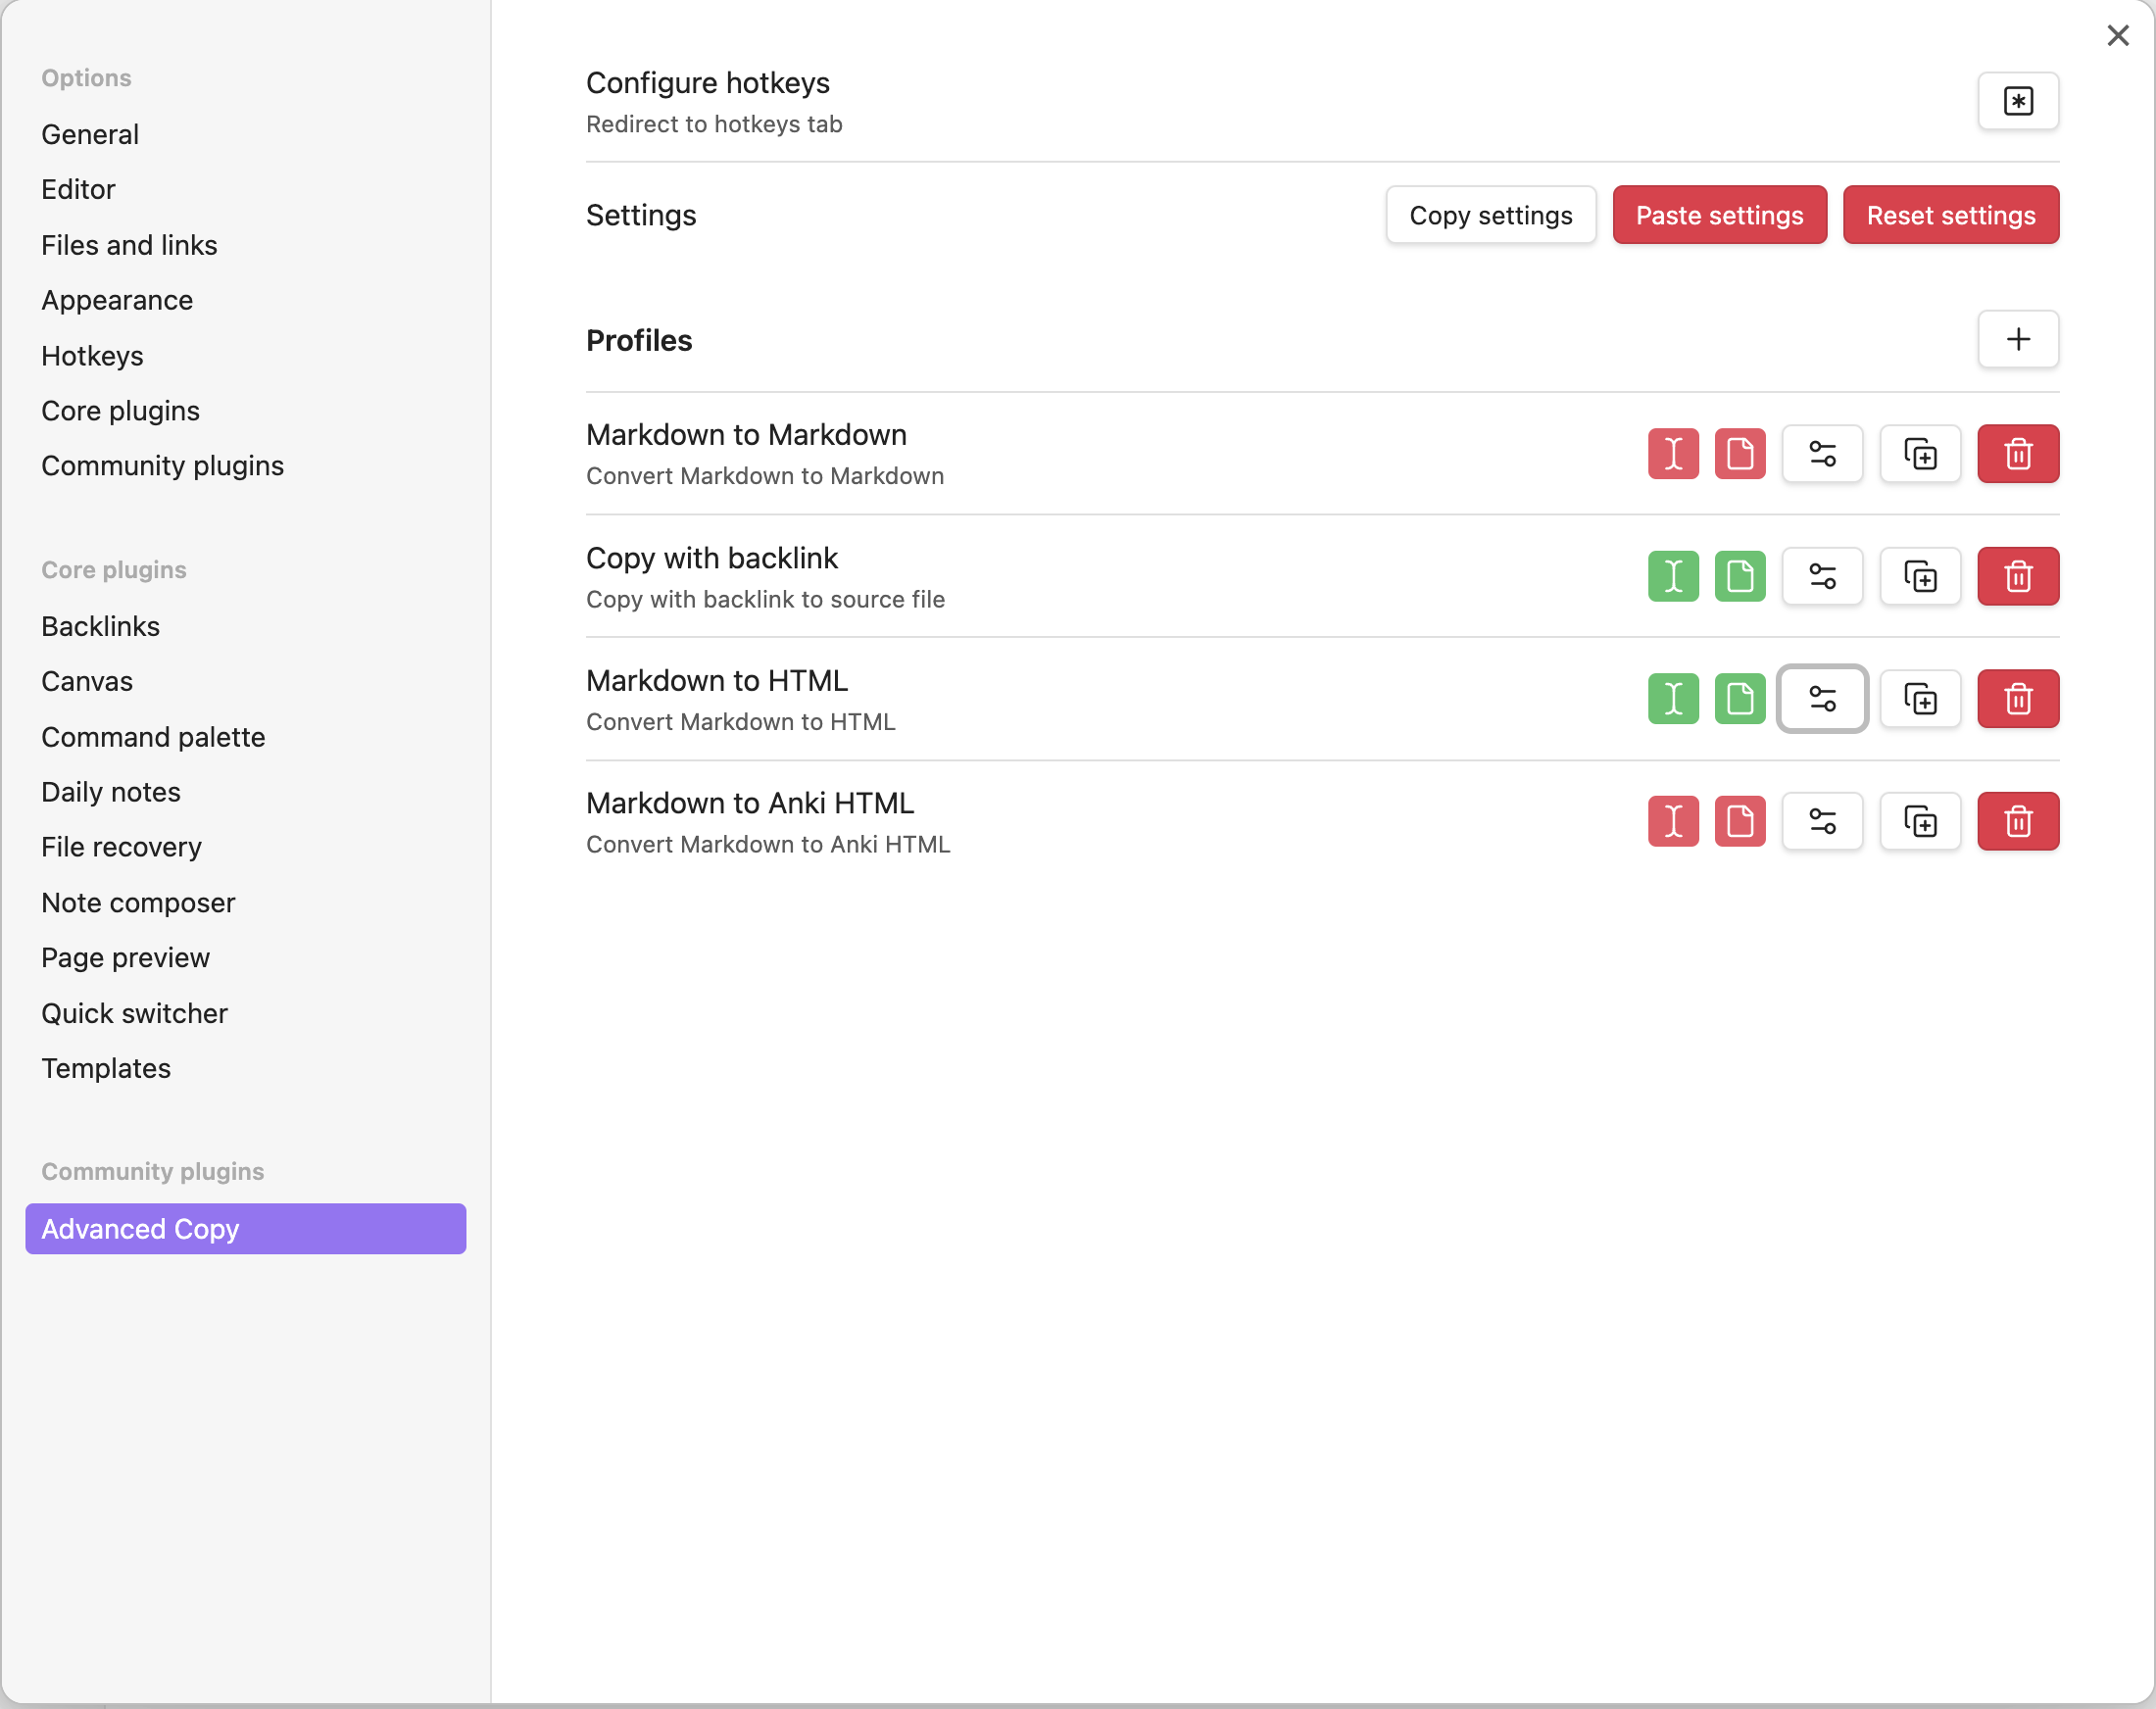 Options
General
Editor
Files and links
Appearance
Hotkeys
Core plugins
Community plugins
Core plugins
Backlinks
Canvas
Command palette
Daily notes
File recovery
Note composer
Page preview
Quick switcher
Templates
Community plugins
Advanced Copy
Configure hotkeys
Redirect to hotkeys tab
Settings
Copy settings
Paste settings
Reset settings
Profiles
Markdown to Markdown
Convert Markdown to Markdown
Copy with backlink
Copy with backlink to source file
Markdown to HTML
Convert Markdown to HTML
Markdown to Anki HTML
Convert Markdown to Anki HTML